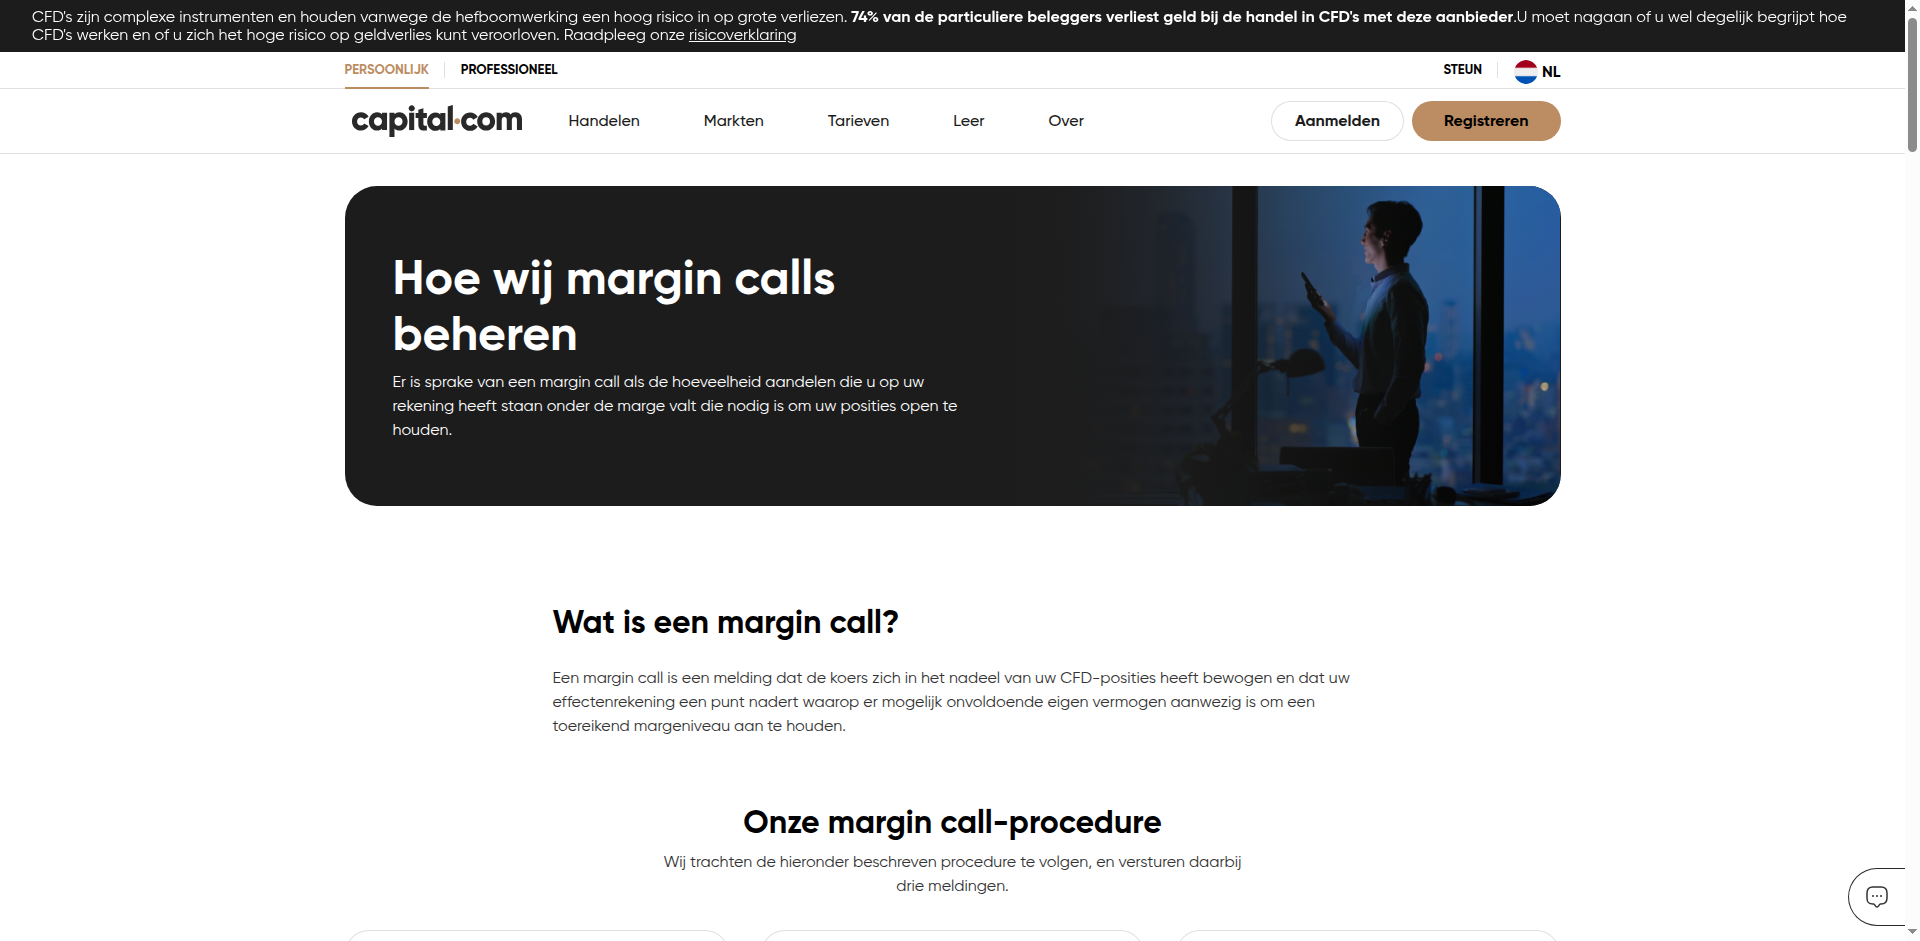 CFD's zijn complexe instrumenten en houden vanwege de hefboomwerking een hoog risico in op grote verliezen. 74% van de particuliere beleggers verliest geld bij de handel in CFD's met deze aanbieder.U moet nagaan of u wel degelijk begrijpt hoe
CFD's werken en of u zich het hoge risico op geldverlies kunt veroorloven. Raadpleeg onze risicoverklaring
PERSOONLIJK PROFESSIONEEL STEUN NL
capital.com Handelen Markten Tarieven Leer Over Aanmelden Registreren
Hoe wij margin calls
beheren
Er is sprake van een margin call als de hoeveelheid aandelen die u op uw
rekening heeft staan onder de marge valt die nodig is om uw posities open te
houden.
Wat is een margin call?
Een margin call is een melding dat de koers zich in het nadeel van uw CFD-posities heeft bewogen en dat uw
effectenrekening een punt nadert waarop er mogelijk onvoldoende eigen vermogen aanwezig is om een
toereikend margeniveau aan te houden.
Onze margin call-procedure
Wij trachten de hieronder beschreven procedure te volgen, en versturen daarbij
drie meldingen.